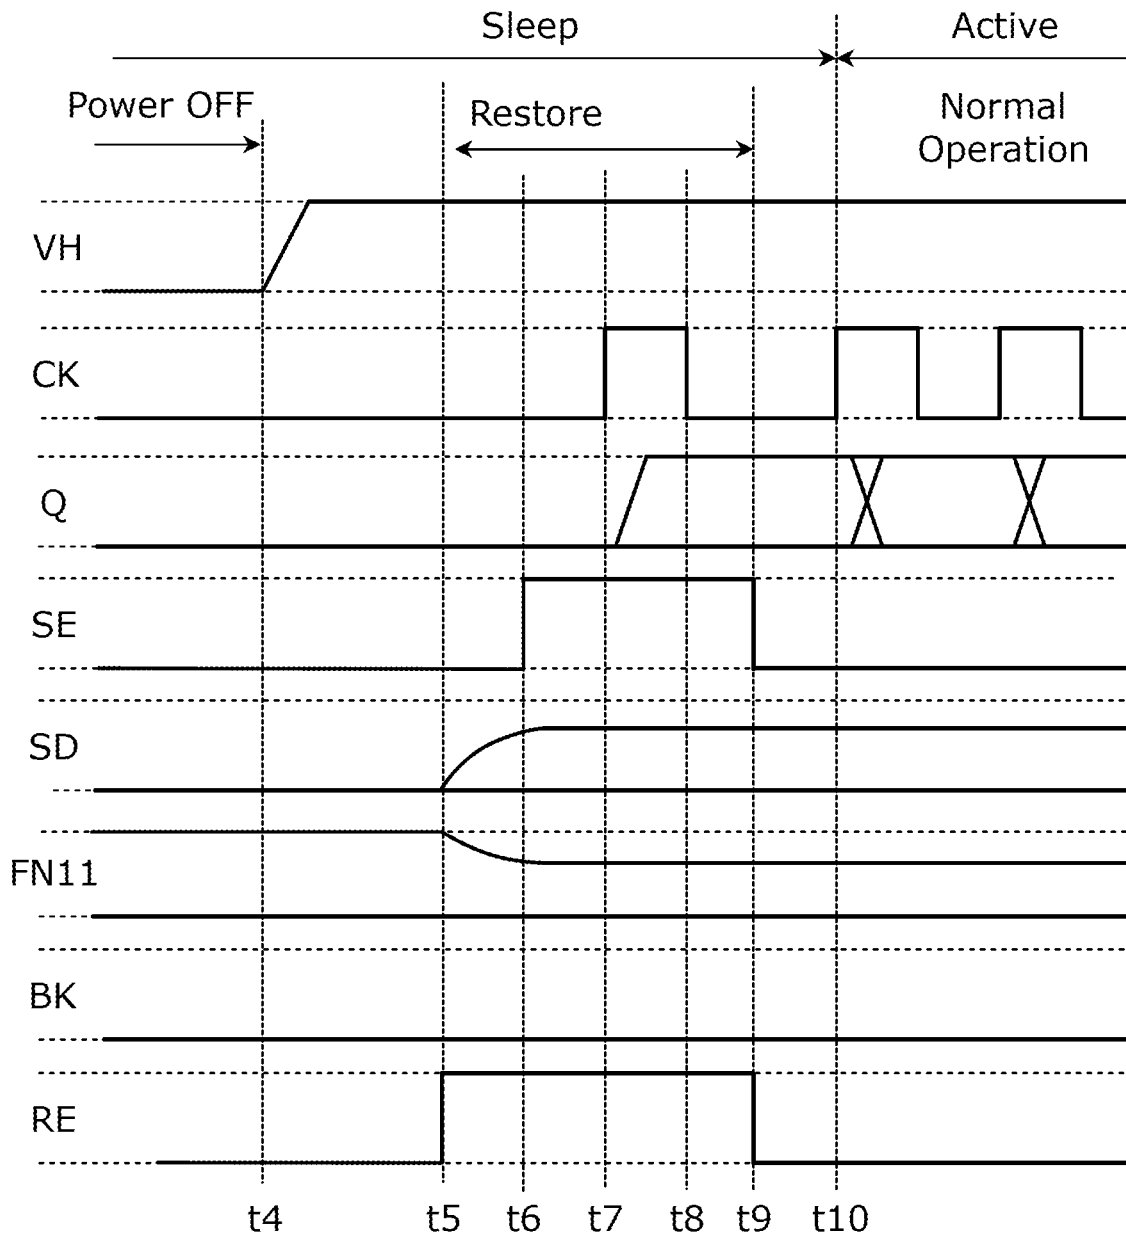 Sleep
Active
Power OFF
Restore
Normal
Operation
VH
CK
Q
SE
SD
FN11
BK
RE
t4 t5 t6 t7 t8 t9 t10